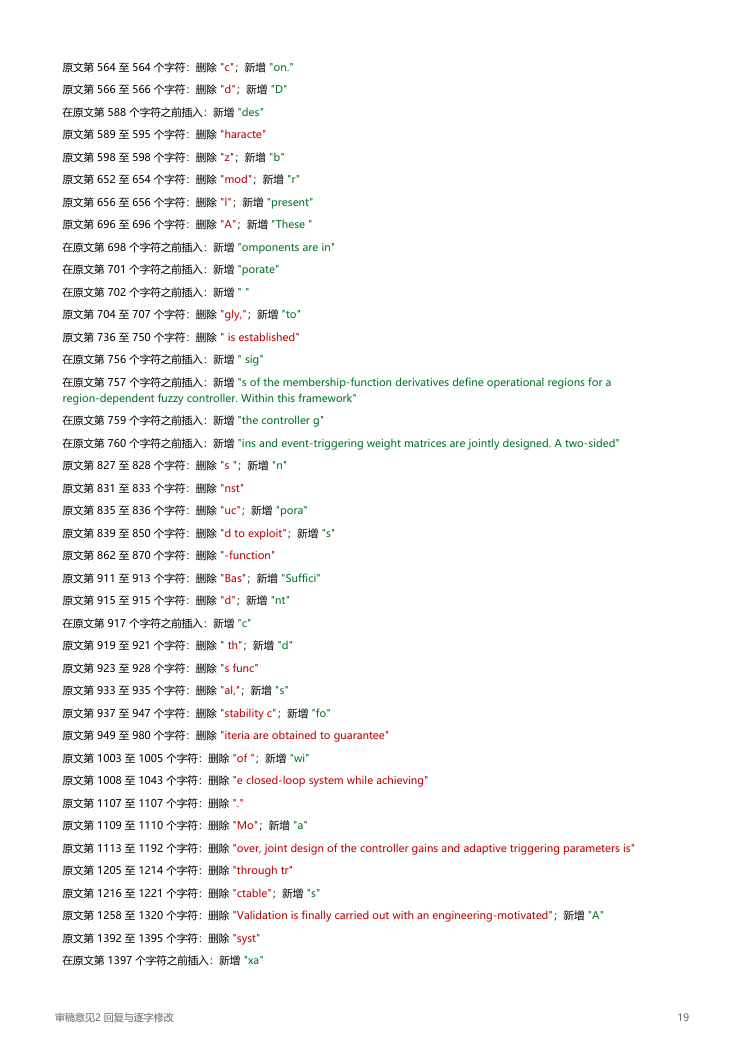 原文第 564 至 564 个字符：删除 "c"；新增 "on."
原文第 566 至 566 个字符：删除 "d"；新增 "D"
在原文第 588 个字符之前插入：新增 "des"
原文第 589 至 595 个字符：删除 "haracte"
原文第 598 至 598 个字符：删除 "z"；新增 "b"
原文第 652 至 654 个字符：删除 "mod"；新增 "r"
原文第 656 至 656 个字符：删除 "l"；新增 "present"
原文第 696 至 696 个字符：删除 "A"；新增 "These "
在原文第 698 个字符之前插入：新增 "omponents are in"
在原文第 701 个字符之前插入：新增 "porate"
在原文第 702 个字符之前插入：新增 " "
原文第 704 至 707 个字符：删除 "gly,"；新增 "to"
原文第 736 至 750 个字符：删除 " is established"
在原文第 756 个字符之前插入：新增 " sig"
在原文第 757 个字符之前插入：新增 "s of the membership-function derivatives define operational regions for a
region-dependent fuzzy controller. Within this framework"
在原文第 759 个字符之前插入：新增 "the controller g"
在原文第 760 个字符之前插入：新增 "ins and event-triggering weight matrices are jointly designed. A two-sided"
原文第 827 至 828 个字符：删除 "s "；新增 "n"
原文第 831 至 833 个字符：删除 "nst"
原文第 835 至 836 个字符：删除 "uc"；新增 "pora"
原文第 839 至 850 个字符：删除 "d to exploit"；新增 "s"
原文第 862 至 870 个字符：删除 "-function"
原文第 911 至 913 个字符：删除 "Bas"；新增 "Suffici"
原文第 915 至 915 个字符：删除 "d"；新增 "nt"
在原文第 917 个字符之前插入：新增 "c"
原文第 919 至 921 个字符：删除 " th"；新增 "d"
原文第 923 至 928 个字符：删除 "s func"
原文第 933 至 935 个字符：删除 "al,"；新增 "s"
原文第 937 至 947 个字符：删除 "stability c"；新增 "fo"
原文第 949 至 980 个字符：删除 "iteria are obtained to guarantee"
原文第 1003 至 1005 个字符：删除 "of "；新增 "wi"
原文第 1008 至 1043 个字符：删除 "e closed-loop system while achieving"
原文第 1107 至 1107 个字符：删除 "."
原文第 1109 至 1110 个字符：删除 "Mo"；新增 "a"
原文第 1113 至 1192 个字符：删除 "over, joint design of the controller gains and adaptive triggering parameters is"
原文第 1205 至 1214 个字符：删除 "through tr"
原文第 1216 至 1221 个字符：删除 "ctable"；新增 "s"
原文第 1258 至 1320 个字符：删除 "Validation is finally carried out with an engineering-motivated"；新增 "A"
原文第 1392 至 1395 个字符：删除 "syst"
在原文第 1397 个字符之前插入：新增 "xa"
审稿意见2 回复与逐字修改 19